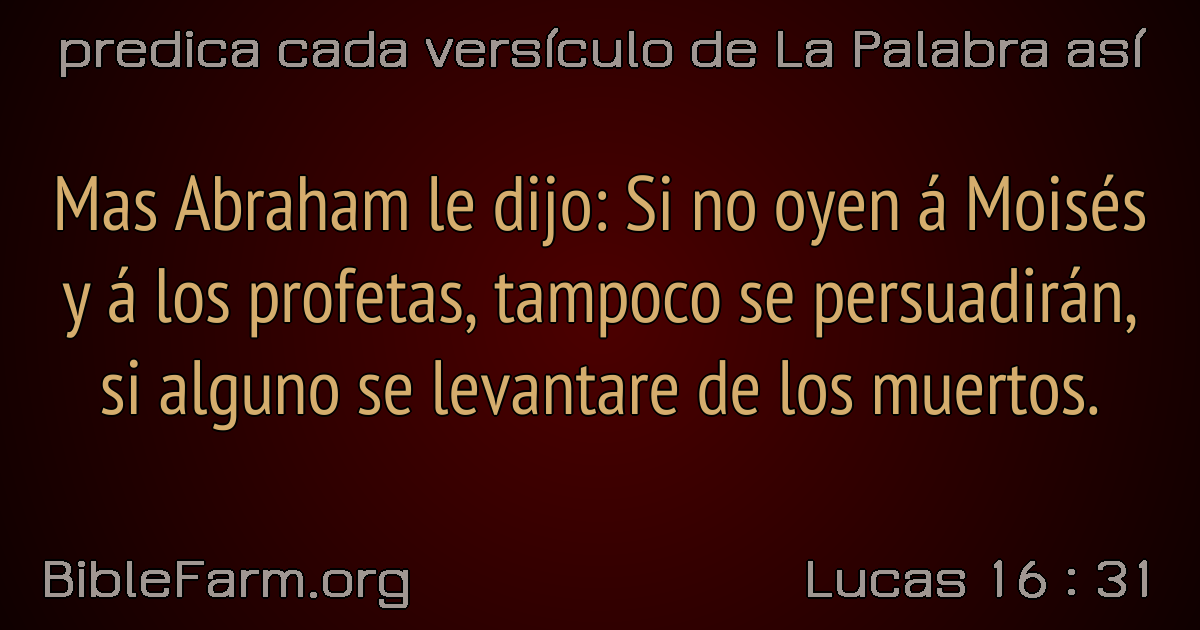 predica cada versículo de La Palabra así
Mas Abraham le dijo: Si no oyen á Moisés
y á los profetas, tampoco se persuadirán,
si alguno se levantare de los muertos.
BibleFarm.org
Lucas 16 : 31